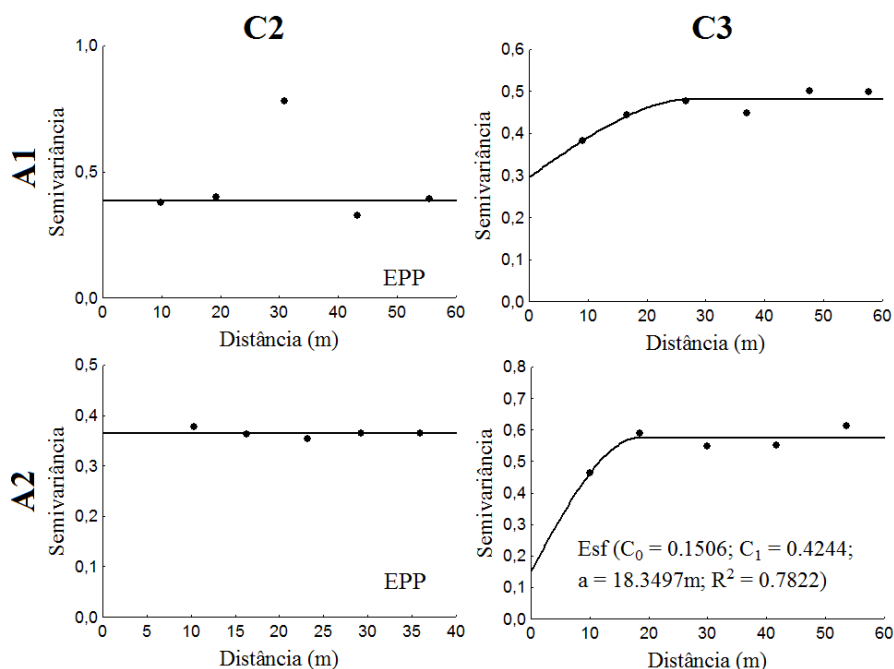 C2
C3
A1
Semivariância
1,0
0,5
0,0
0 10 20 30 40 50 60
EPP
Distância (m)
Semivariância
0,6
0,5
0,4
0,3
0,2
0,1
0,0
0 10 20 30 40 50 60
Distância (m)
A2
Semivariância
0,5
0,4
0,3
0,2
0,1
0,0
0 5 10 15 20 25 30 35 40
EPP
Distância (m)
Semivariância
0,8
0,7
0,6
0,5
0,4
0,3
0,2
0,1
0,0
0 10 20 30 40 50 60
Esf (C₀ = 0.1506; C₁ = 0.4244;
a = 18.3497m; R² = 0.7822)
Distância (m)